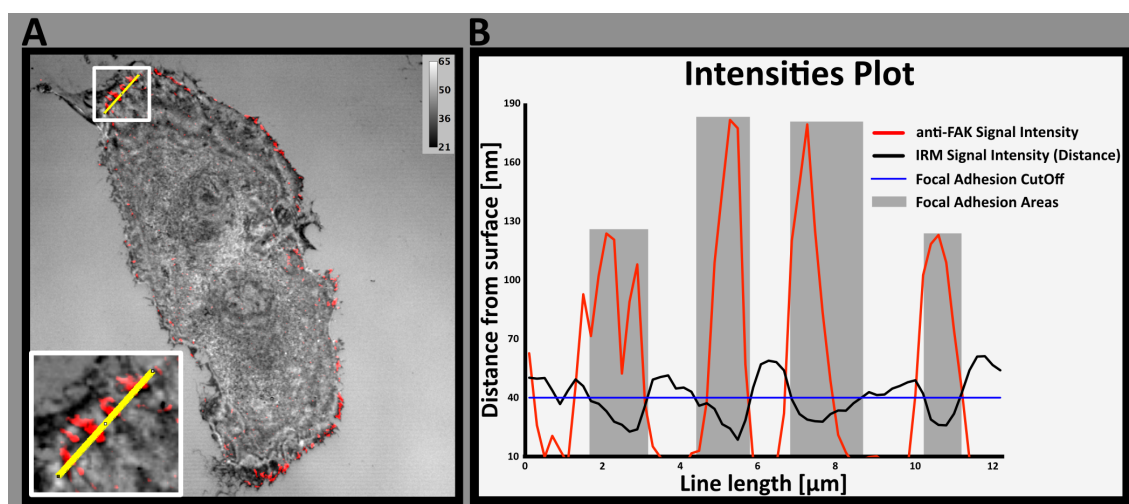 A
65
50
36
21
B
Intensities Plot
Distance from surface [nm]
190
160
130
100
70
40
10
anti-FAK Signal Intensity
IRM Signal Intensity (Distance)
Focal Adhesion CutOff
Focal Adhesion Areas
0 2 4 6 8 10 12
Line length [μm]